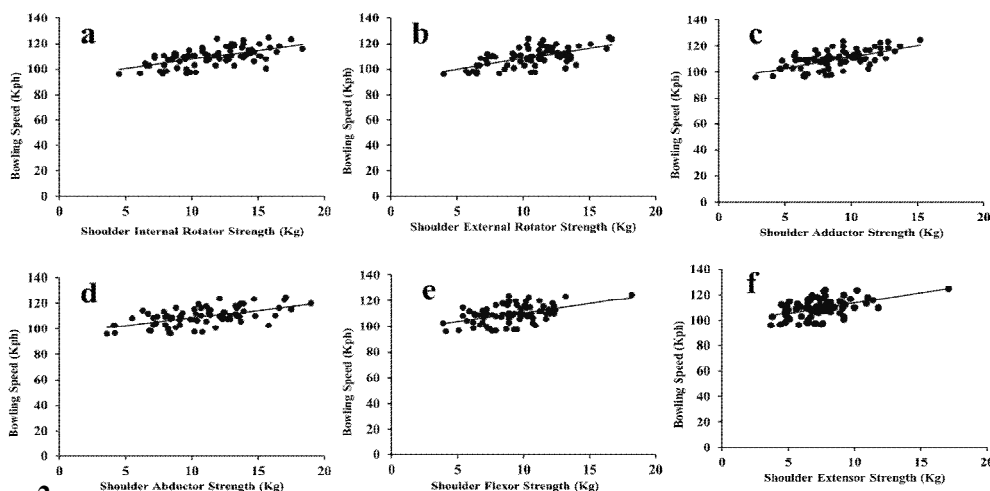 a
140
120
100
80
60
40
20
0
Bowling Speed (Kph)
0 5 10 15 20
Shoulder Internal Rotator Strength (Kg)
b
140
120
100
80
60
40
20
0
Bowling Speed (Kph)
0 5 10 15 20
Shoulder External Rotator Strength (Kg)
c
140
120
100
80
60
40
20
0
Bowling Speed (Kph)
0 5 10 15 20
Shoulder Adductor Strength (Kg)
d
140
120
100
80
60
40
20
0
Bowling Speed (Kph)
0 5 10 15 20
Shoulder Abductor Strength (Kg)
e
140
120
100
80
60
40
20
0
Bowling Speed (Kph)
0 5 10 15 20
Shoulder Flexor Strength (Kg)
f
140
120
100
80
60
40
20
0
Bowling Speed (Kph)
0 5 10 15 20
Shoulder Extensor Strength (Kg)